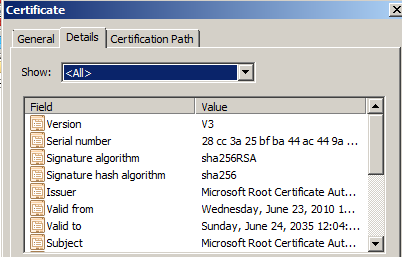 Certificate
General Details Certification Path
Show: <All>
Field Value
Version V3
Serial number 28 cc 3a 25 bf ba 44 ac 44 9a ...
Signature algorithm sha256RSA
Signature hash algorithm sha256
Issuer Microsoft Root Certificate Aut...
Valid from Wednesday, June 23, 2010 1...
Valid to Sunday, June 24, 2035 12:04:...
Subject Microsoft Root Certificate Aut...